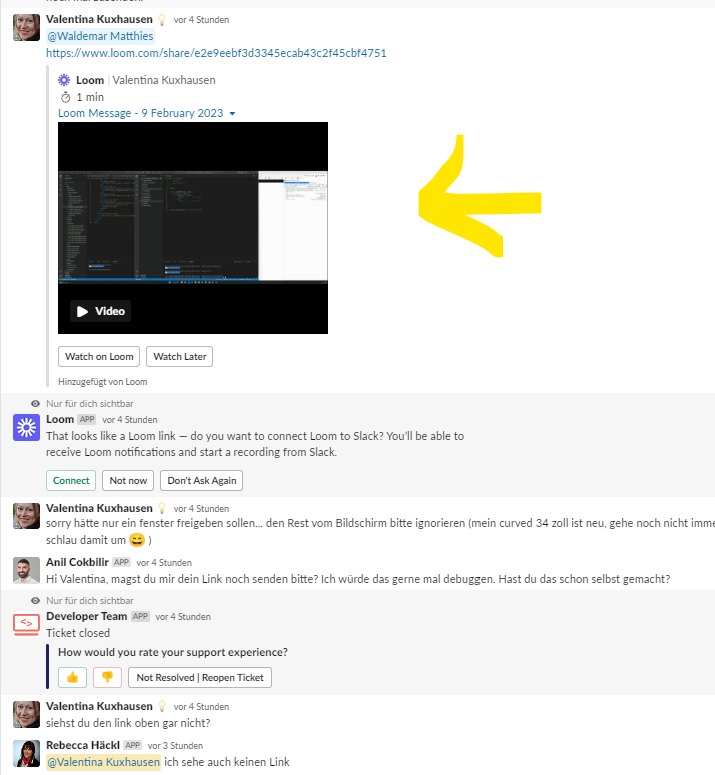 Valentina Kuxhausen vor 4 Stunden
@Waldemar Matthies
https://www.loom.com/share/e2e9eebf3d3345ecab43c2f45cbf4751
Loom | Valentina Kuxhausen
1 min
Loom Message - 9 February 2023
Video
Watch on Loom Watch Later
Hinzugefügt von Loom
Nur für dich sichtbar
Loom APP vor 4 Stunden
That looks like a Loom link — do you want to connect Loom to Slack? You'll be able to
receive Loom notifications and start a recording from Slack.
Connect Not now Don't Ask Again
Valentina Kuxhausen vor 4 Stunden
sorry hätte nur ein fenster freigeben sollen... den Rest vom Bildschirm bitte ignorieren (mein curved 34 zoll ist neu, gehe noch nicht imme
schlau damit um 😄 )
Anil Cokbilir APP vor 4 Stunden
Hi Valentina, magst du mir dein Link noch senden bitte? Ich würde das gerne mal debuggen. Hast du das schon selbst gemacht?
Nur für dich sichtbar
Developer Team APP vor 4 Stunden
Ticket closed
How would you rate your support experience?
👍 👎 Not Resolved | Reopen Ticket
Valentina Kuxhausen vor 4 Stunden
siehst du den link oben gar nicht?
Rebecca Häckl APP vor 3 Stunden
@Valentina Kuxhausen ich sehe auch keinen Link